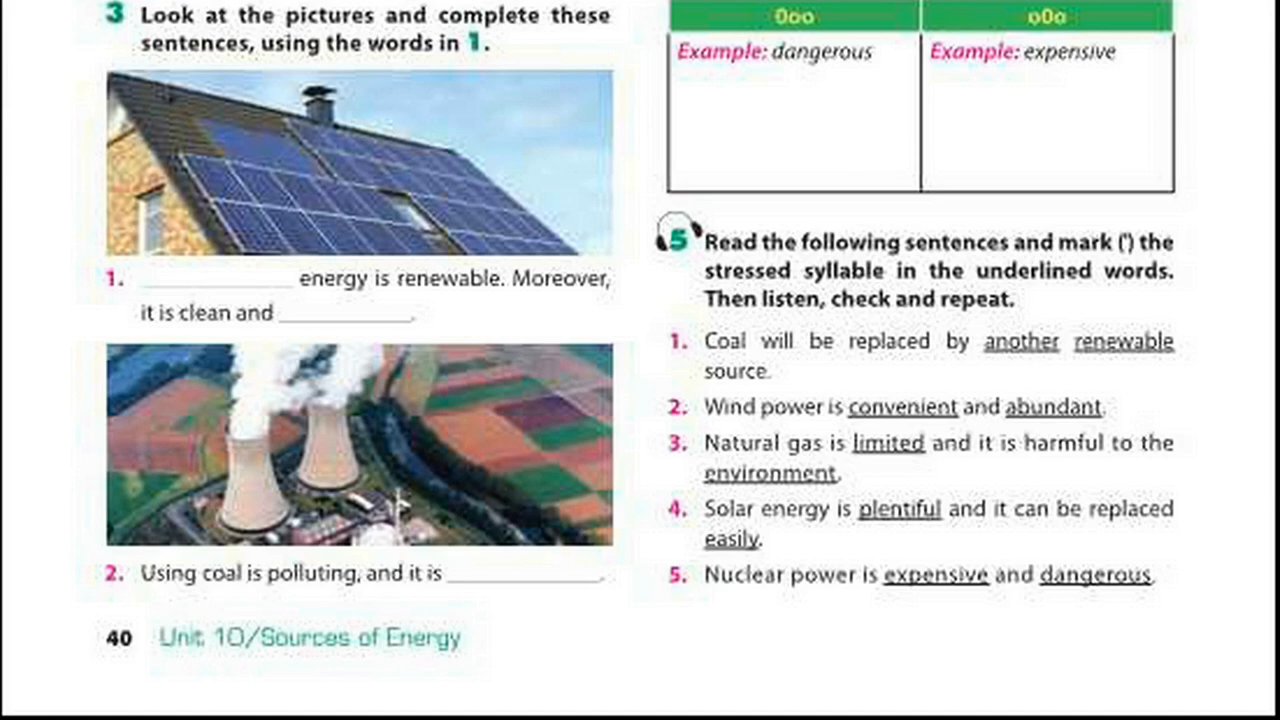 3 Look at the pictures and complete these
sentences, using the words in 1.
1. ____________ energy is renewable. Moreover,
it is clean and ____________.
2. Using coal is polluting, and it is ____________.
40 Unit 10/Sources of Energy
Ooo
oOo
Example: dangerous
Example: expensive
5 Read the following sentences and mark (') the
stressed syllable in the underlined words.
Then listen, check and repeat.
1. Coal will be replaced by another renewable
source.
2. Wind power is convenient and abundant.
3. Natural gas is limited and it is harmful to the
environment.
4. Solar energy is plentiful and it can be replaced
easily.
5. Nuclear power is expensive and dangerous.